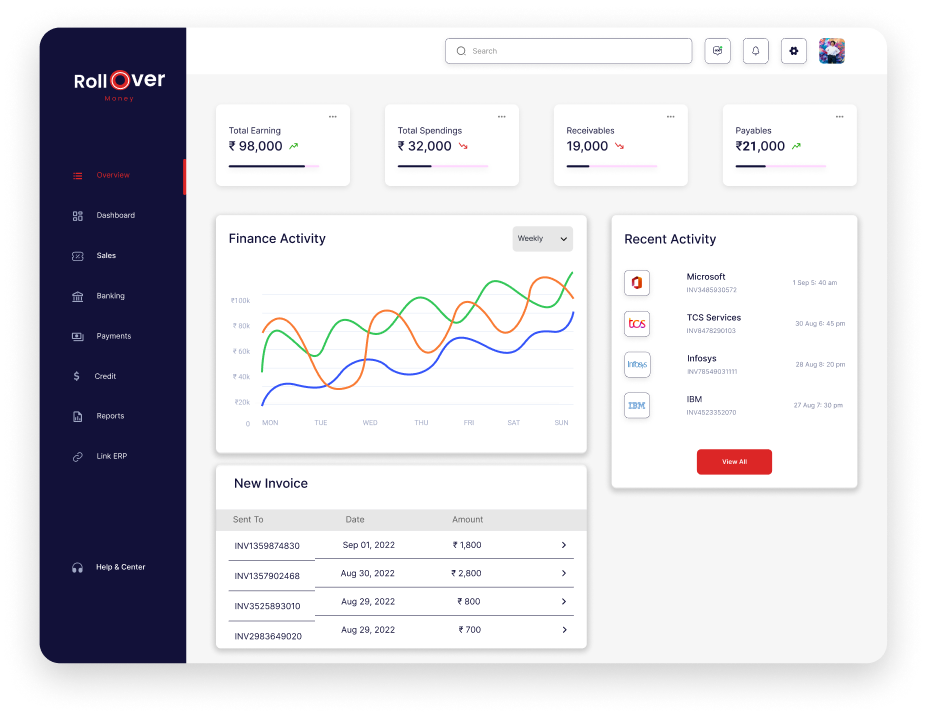 RollOver
Money
Search
Overview
Dashboard
Sales
Banking
Payments
$ Credit
Reports
Link ERP
Help & Center
Total Earning
₹ 98,000
Total Spendings
₹ 32,000
Receivables
19,000
Payables
₹21,000
Finance Activity
Weekly
₹100k
₹ 80k
₹ 60k
₹ 40k
₹20k
0
MON TUE WED THU FRI SAT SUN
Recent Activity
Microsoft
INV3485930572
1 Sep 5: 40 am
tcs
TCS Services
INV8478290103
30 Aug 6: 45 pm
Infosys
Infosys
INV78549031111
28 Aug 8: 20 pm
IBM
IBM
INV4523352070
27 Aug 7: 30 pm
View All
New Invoice
Sent To Date Amount
INV1359874830 Sep 01, 2022 ₹ 1,800
INV1357902468 Aug 30, 2022 ₹ 2,800
INV3525893010 Aug 29, 2022 ₹ 800
INV2983649020 Aug 29, 2022 ₹ 700